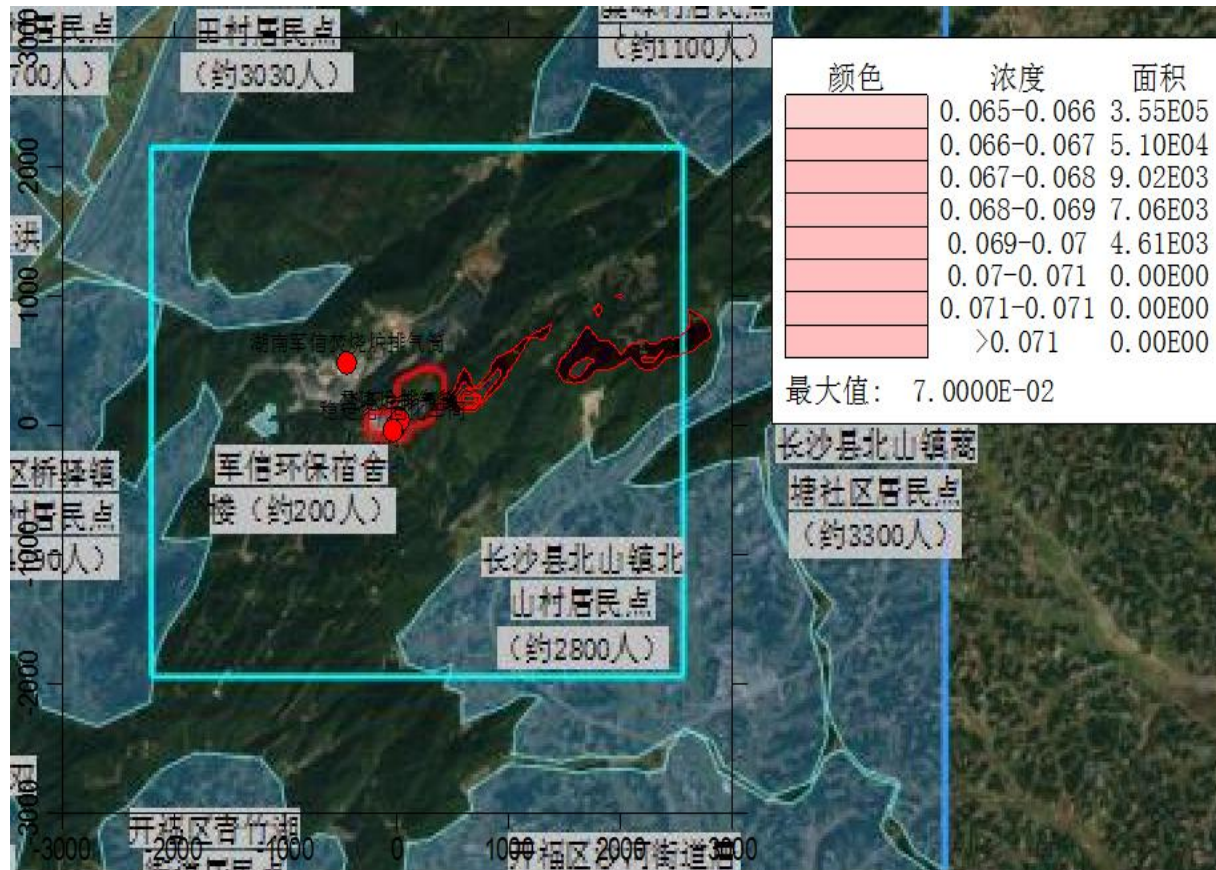 居民点
700人）
田村居民点
（约3030人）
（约1100人）
颜色 浓度 面积
0.065-0.066 3.55E05
0.066-0.067 5.10E04
0.067-0.068 9.02E03
0.068-0.069 7.06E03
0.069-0.07 4.61E03
0.07-0.071 0.00E00
0.071-0.071 0.00E00
>0.071 0.00E00
最大值: 7.0000E-02
3000
2000
1000
0
-1000
-2000
-3000
湖南军信焚烧炉排气筒
军信环保宿舍
楼（约200人）
区桥驿镇
村居民点
长沙县北山镇北
山村居民点
（约2800人）
长沙县北山镇蒿
塘社区居民点
（约3300人）
-3000 -2000 -1000 0 1000 2000 3000